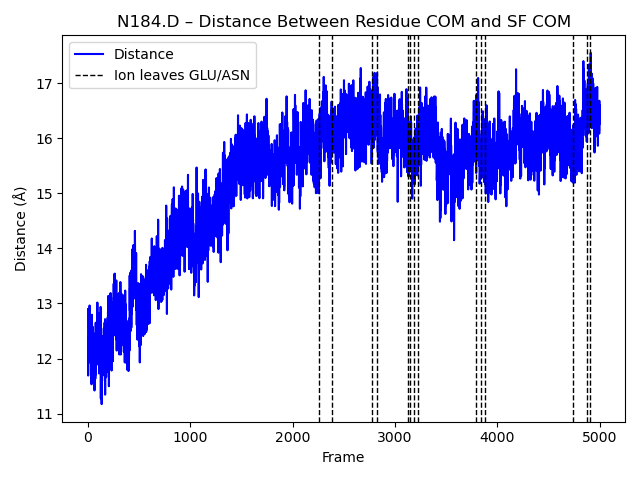 N184.D – Distance Between Residue COM and SF COM
Distance
Ion leaves GLU/ASN
17
16
15
14
13
12
11
Distance (Å)
0 1000 2000 3000 4000 5000
Frame